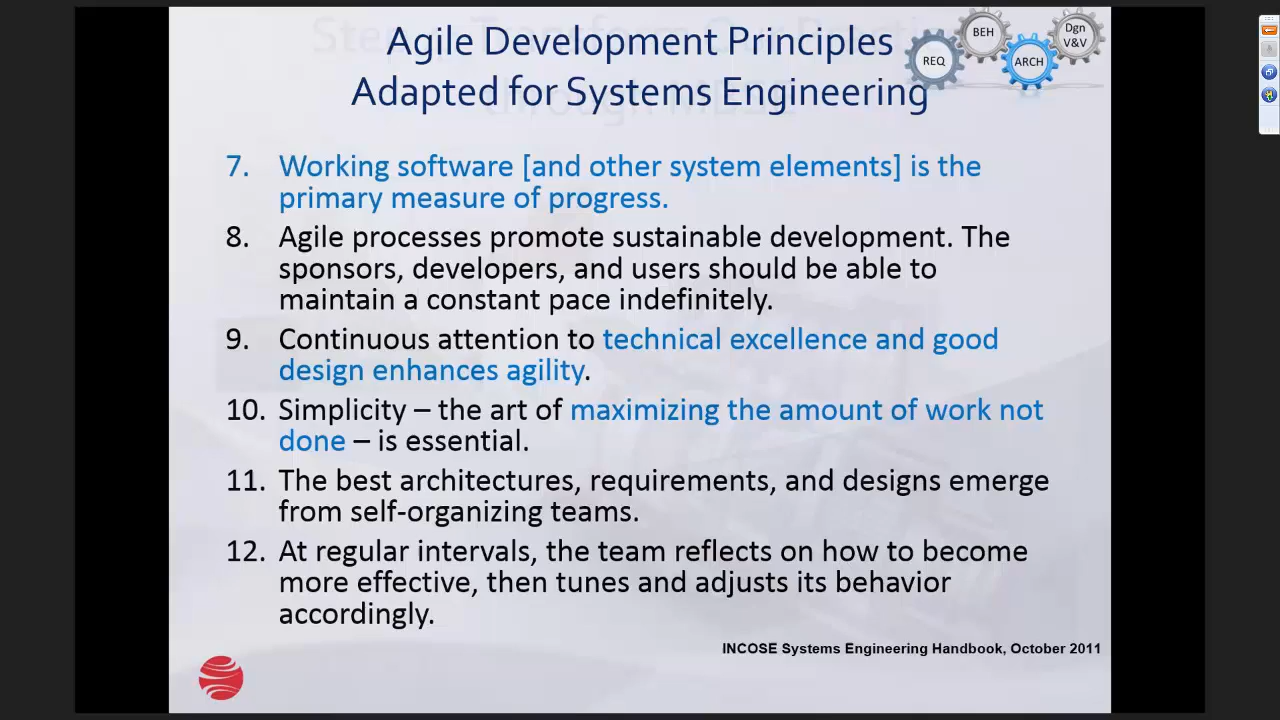 Agile Development Principles
Adapted for Systems Engineering
REQ
BEH
ARCH
Dgn
V&V
7. Working software [and other system elements] is the
primary measure of progress.
8. Agile processes promote sustainable development. The
sponsors, developers, and users should be able to
maintain a constant pace indefinitely.
9. Continuous attention to technical excellence and good
design enhances agility.
10. Simplicity – the art of maximizing the amount of work not
done – is essential.
11. The best architectures, requirements, and designs emerge
from self-organizing teams.
12. At regular intervals, the team reflects on how to become
more effective, then tunes and adjusts its behavior
accordingly.
INCOSE Systems Engineering Handbook, October 2011